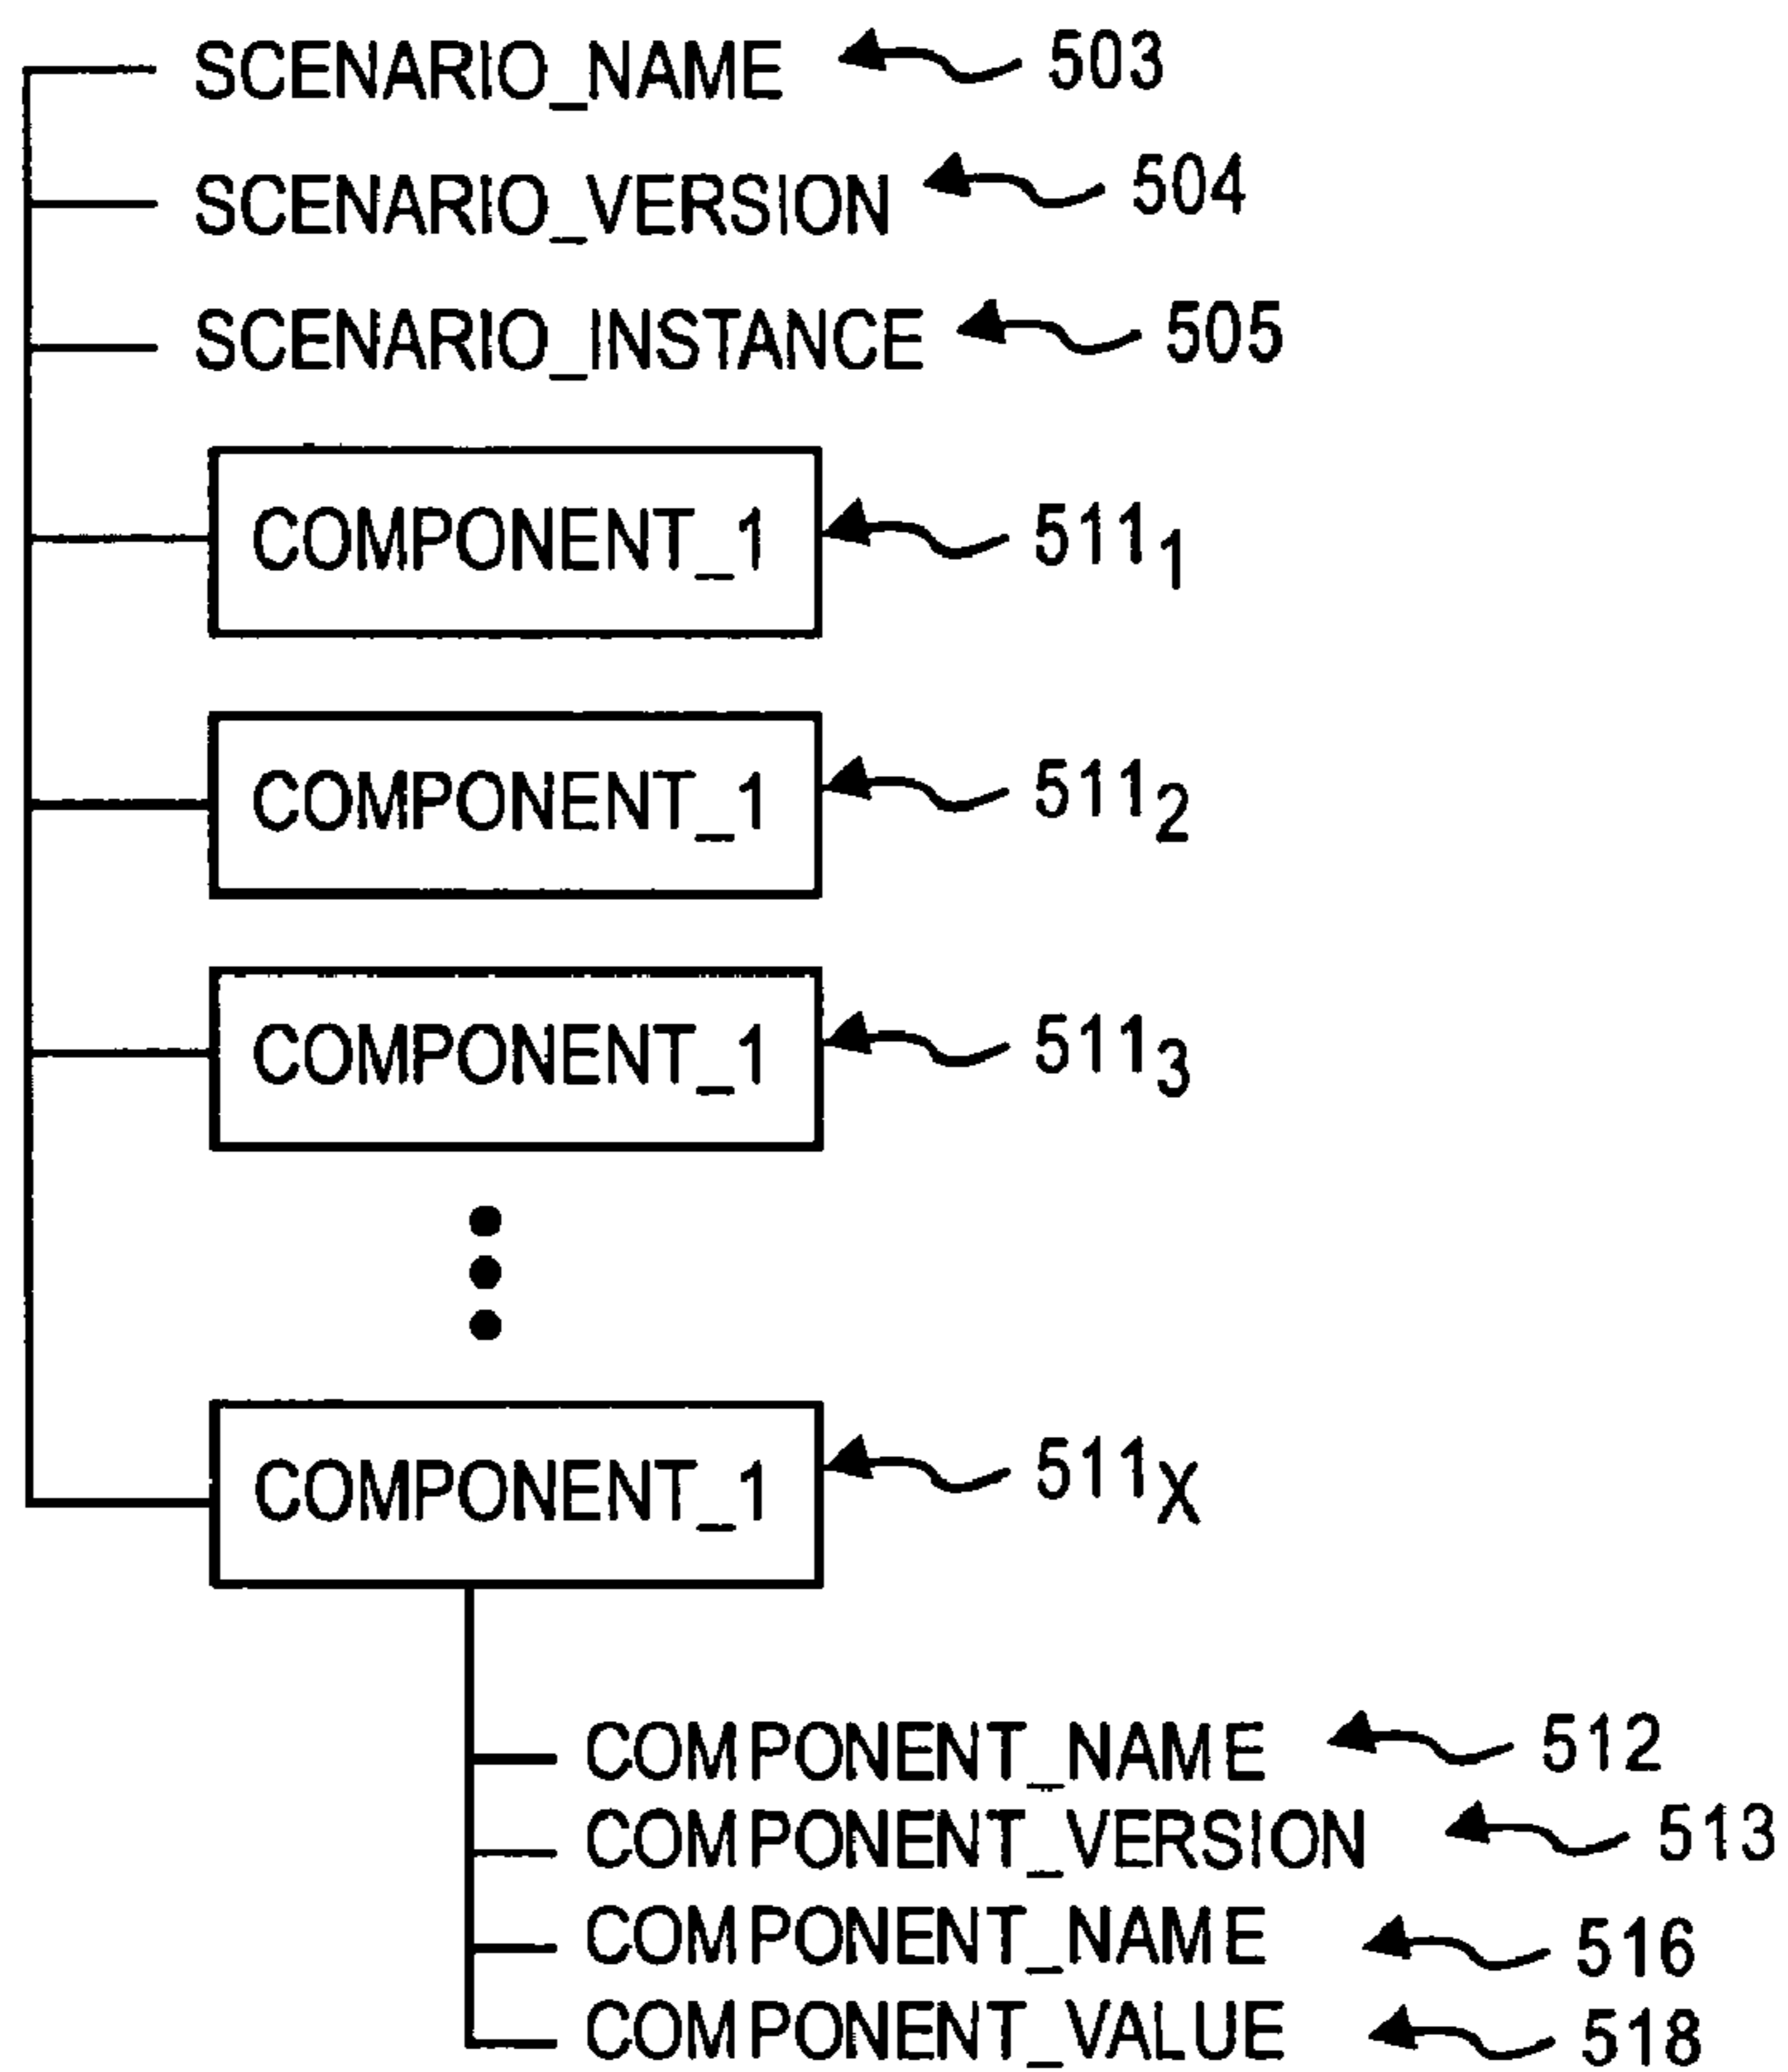 SCENARIO_NAME 503
SCENARIO_VERSION 504
SCENARIO_INSTANCE 505
COMPONENT_1 511₁
COMPONENT_1 511₂
COMPONENT_1 511₃
COMPONENT_1 511ₓ
COMPONENT_NAME 512
COMPONENT_VERSION 513
COMPONENT_NAME 516
COMPONENT_VALUE 518